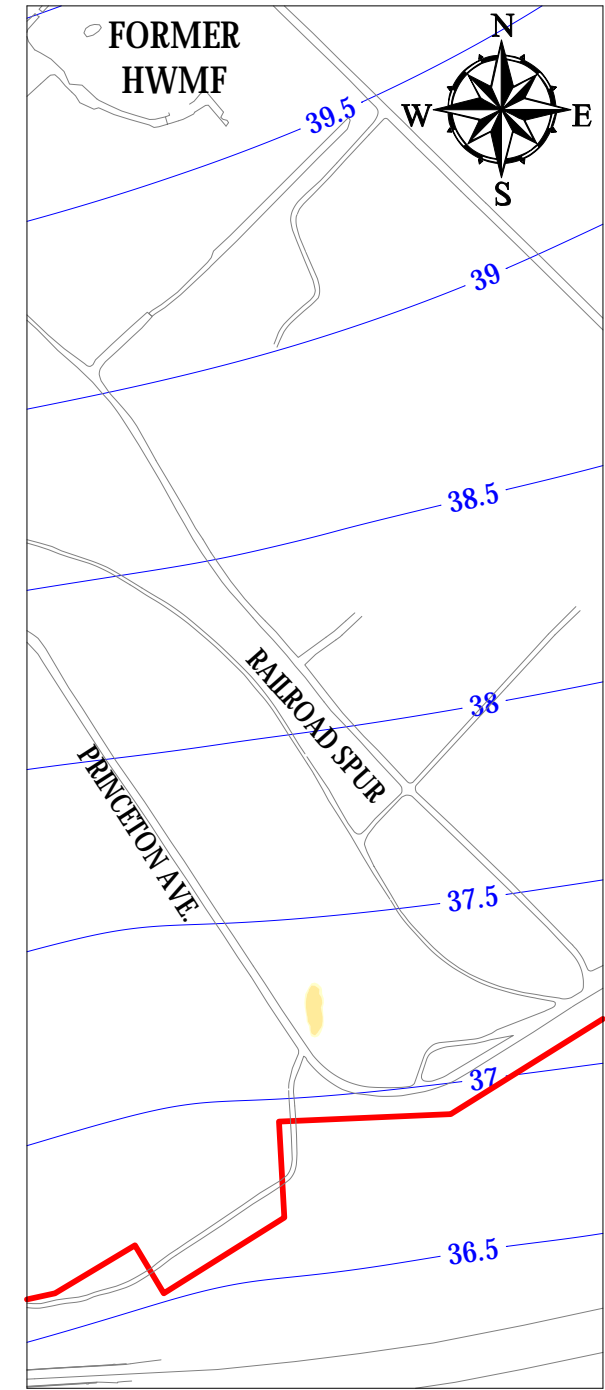 FORMER
HWMF
N
W
E
S
39.5
39
38.5
38
RAILROAD SPUR
PRINCETON AVE.
37.5
37
36.5